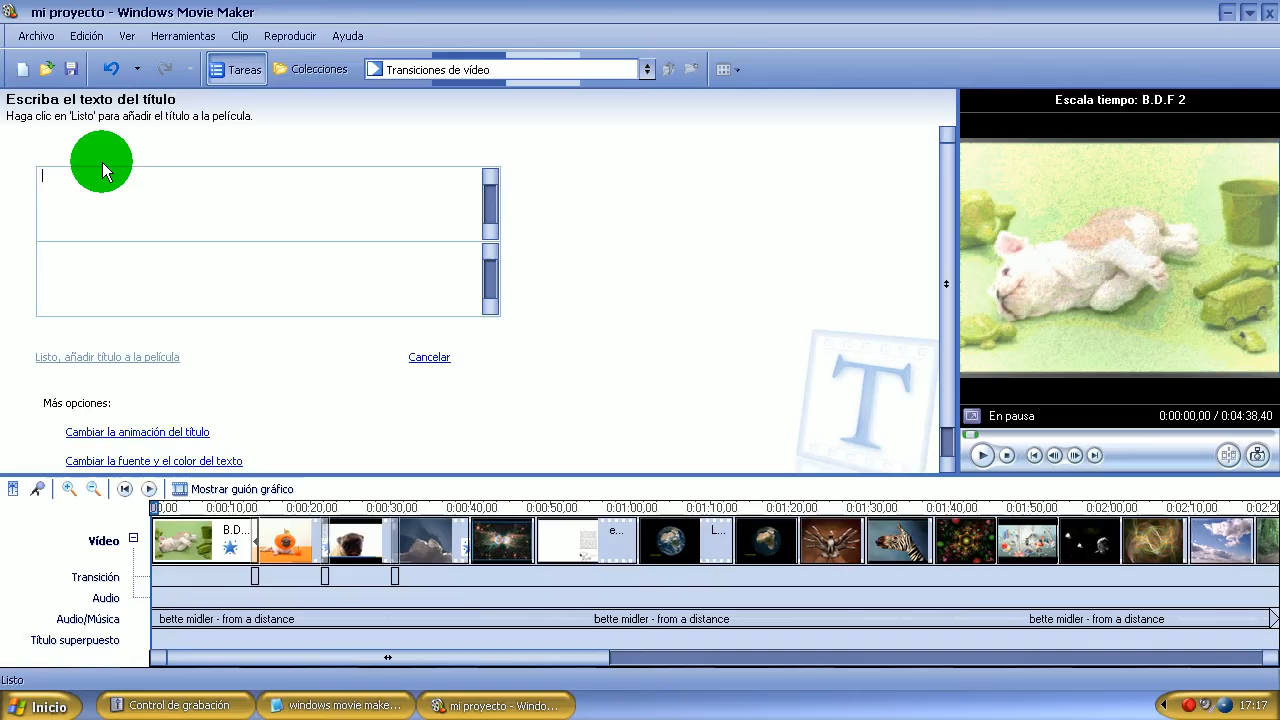 mi proyecto - Windows Movie Maker
Archivo Edición Ver Herramientas Clip Reproducir Ayuda
Tareas Colecciones Transiciones de vídeo
Escriba el texto del título
Haga clic en 'Listo' para añadir el título a la película.
Escala tiempo: B.D.F 2
Listo, añadir título a la película Cancelar
Más opciones:
Cambiar la animación del título
Cambiar la fuente y el color del texto
T
En pausa 0:00:00,00 / 0:04:38,40
Mostrar guión gráfico
00,00 0:00:10,00 0:00:20,00 0:00:30,00 0:00:40,00 0:00:50,00 0:01:00,00 0:01:10,00 0:01:20,00 0:01:30,00 0:01:40,00 0:01:50,00 0:02:00,00 0:02:10,00 0:02:20
Vídeo B.D... e... L...
Transición
Audio
Audio/Música bette midler - from a distance bette midler - from a distance bette midler - from a distance
Título superpuesto
Listo
Inicio Control de grabación windows movie make... mi proyecto - Windo... 17:17